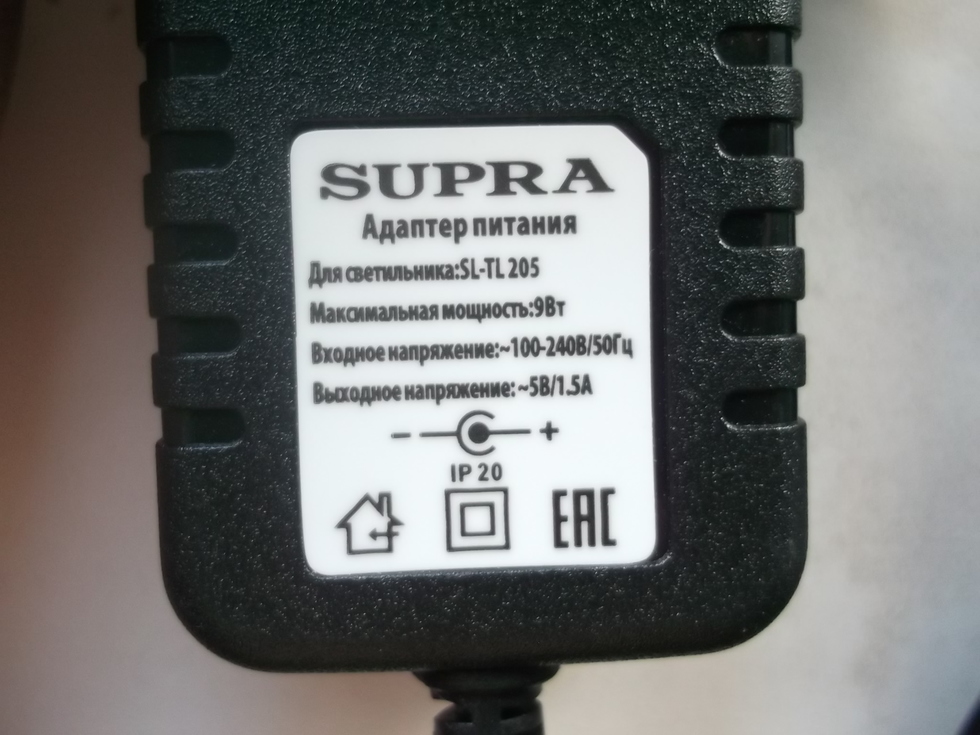 SUPRA
Адаптер питания
Для светильника:SL-TL 205
Максимальная мощность:9Вт
Входное напряжение:~100-240В/50Гц
Выходное напряжение: ~5В/1.5А
- +
IP 20
EAC